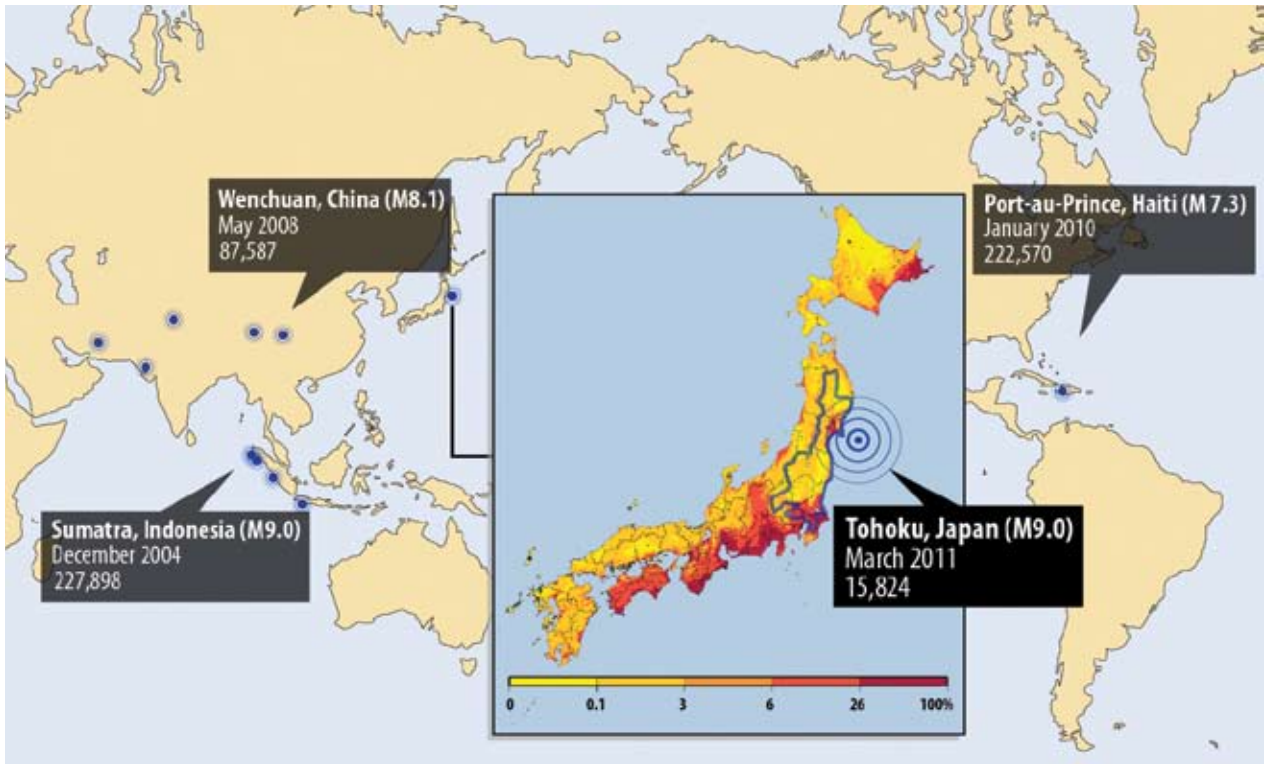 Wenchuan, China (M8.1)
May 2008
87,587
Port-au-Prince, Haiti (M 7.3)
January 2010
222,570
Sumatra, Indonesia (M9.0)
December 2004
227,898
Tohoku, Japan (M9.0)
March 2011
15,824
0 0.1 3 6 26 100%